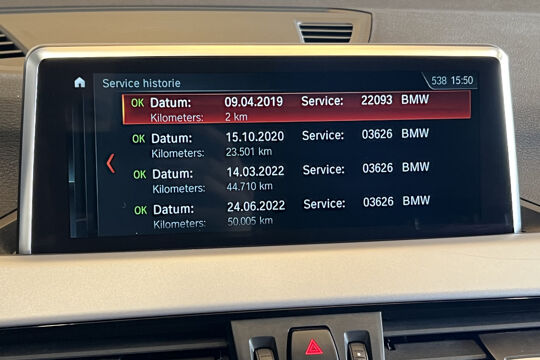 Service historie
538 15:50
OK Datum: 09.04.2019 Service: 22093 BMW
Kilometers: 2 km
OK Datum: 15.10.2020 Service: 03626 BMW
Kilometers: 23.501 km
OK Datum: 14.03.2022 Service: 03626 BMW
Kilometers: 44.710 km
OK Datum: 24.06.2022 Service: 03626 BMW
Kilometers: 50.005 km